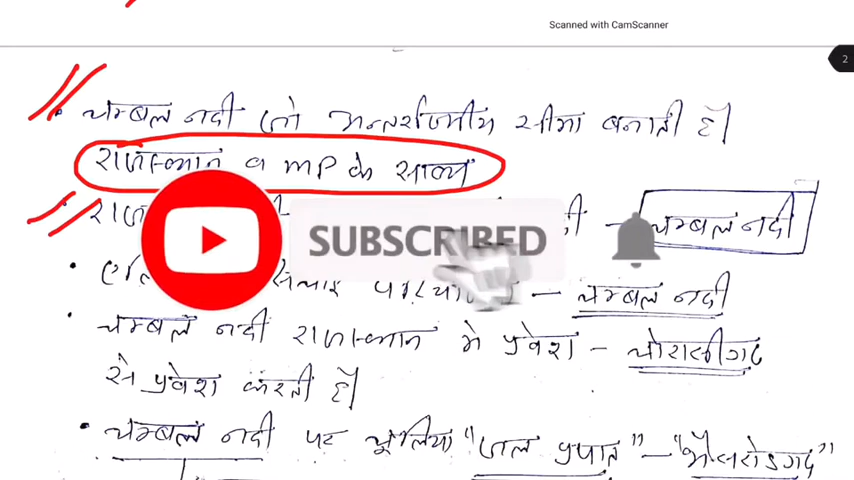 Scanned with CamScanner
2
चम्बल नदी जो अन्तर्राज्यीय सीमा बनाती है।
राजस्थान व MP के साथ
चम्बल नदी
SUBSCRIBED
चम्बल नदी
चम्बल नदी राजस्थान मे प्रवेश - चोरासीगढ
से प्रवेश करती है।
चम्बल नदी पर चूलिया "जल प्रपात" - "भैंसरोडगढ"